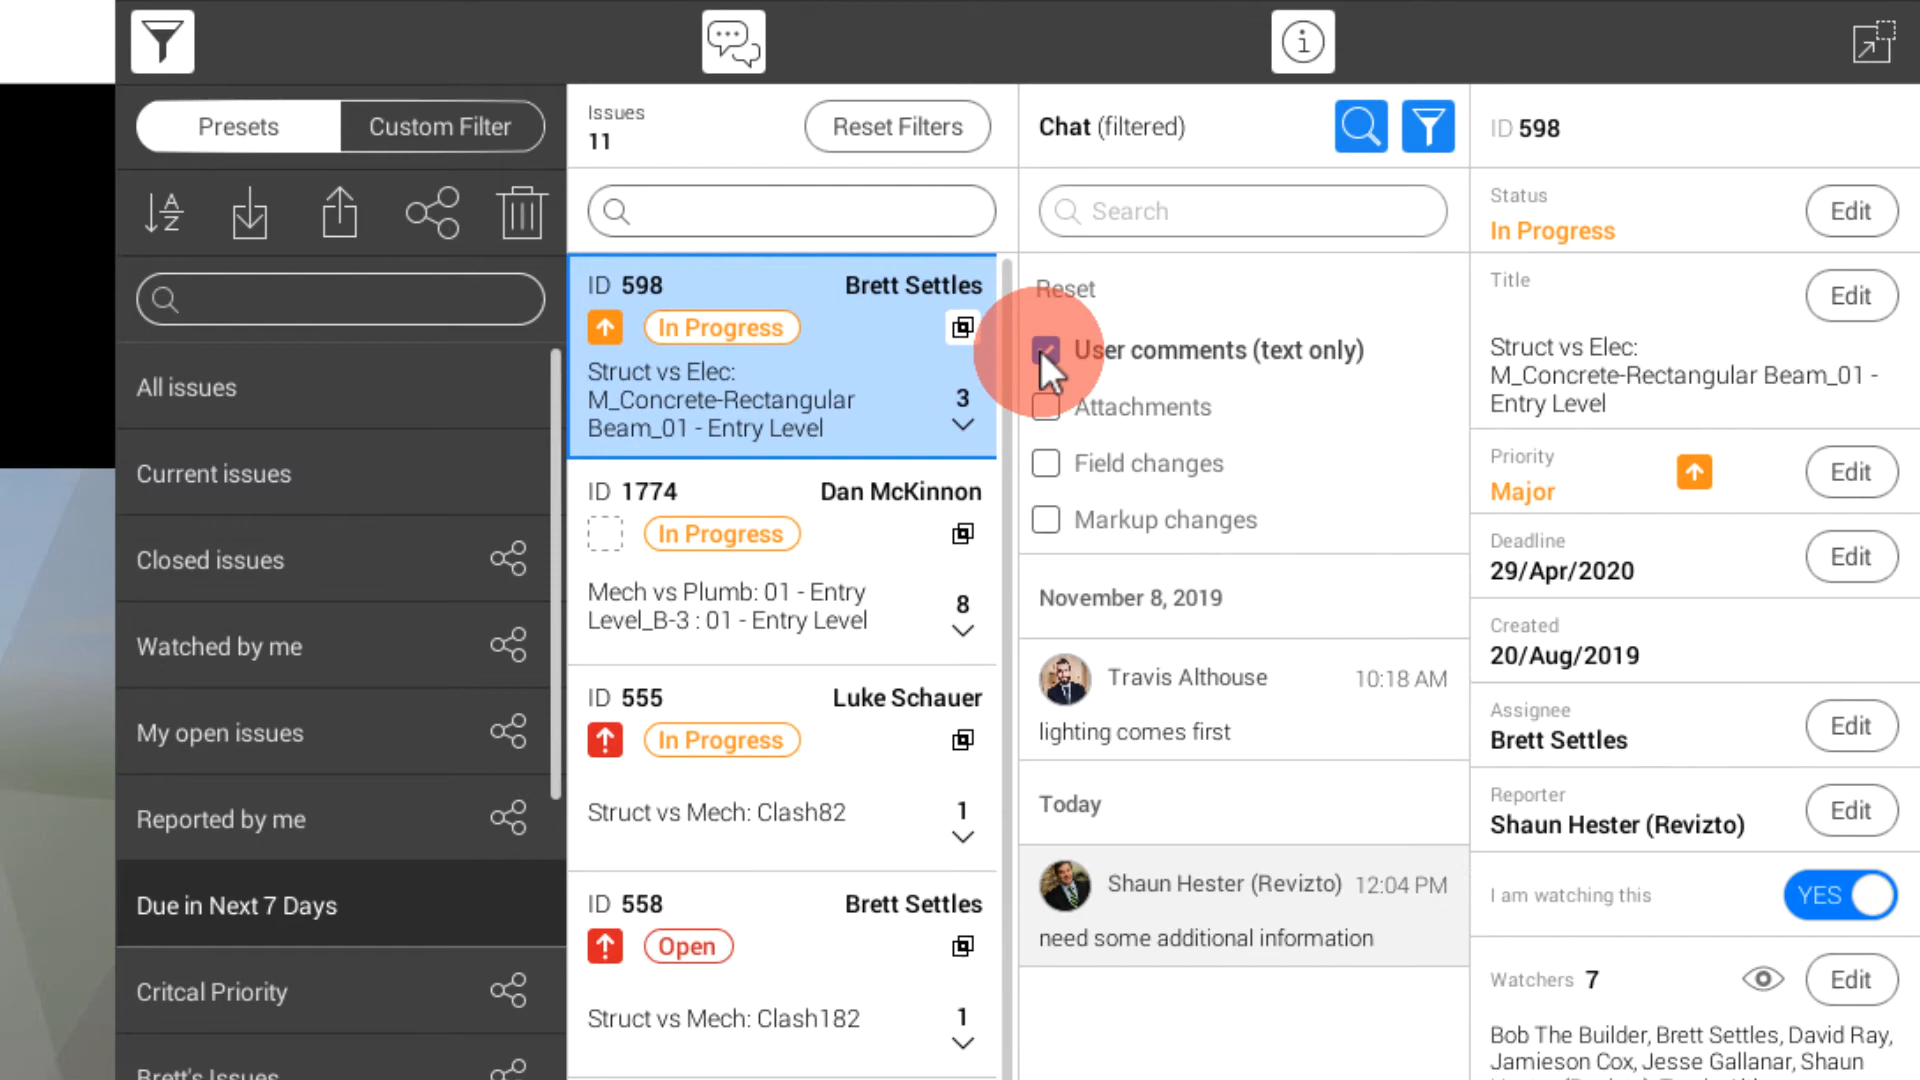 Presets
Custom Filter
A
Z
All issues
Current issues
Closed issues
Watched by me
My open issues
Reported by me
Due in Next 7 Days
Critcal Priority
Brett's Issues
Issues
11
Reset Filters
ID 598
Brett Settles
In Progress
Struct vs Elec:
M_Concrete-Rectangular
Beam_01 - Entry Level
3
ID 1774
Dan McKinnon
In Progress
Mech vs Plumb: 01 - Entry
Level_B-3 : 01 - Entry Level
8
ID 555
Luke Schauer
In Progress
Struct vs Mech: Clash82
1
ID 558
Brett Settles
Open
Struct vs Mech: Clash182
1
Chat (filtered)
Search
Reset
User comments (text only)
Attachments
Field changes
Markup changes
November 8, 2019
Travis Althouse
10:18 AM
lighting comes first
Today
Shaun Hester (Revizto)
12:04 PM
need some additional information
ID 598
Status
In Progress
Edit
Title
Edit
Struct vs Elec:
M_Concrete-Rectangular Beam_01 -
Entry Level
Priority
Major
Edit
Deadline
29/Apr/2020
Edit
Created
20/Aug/2019
Assignee
Brett Settles
Edit
Reporter
Shaun Hester (Revizto)
Edit
I am watching this
YES
Watchers 7
Edit
Bob The Builder, Brett Settles, David Ray,
Jamieson Cox, Jesse Gallanar, Shaun